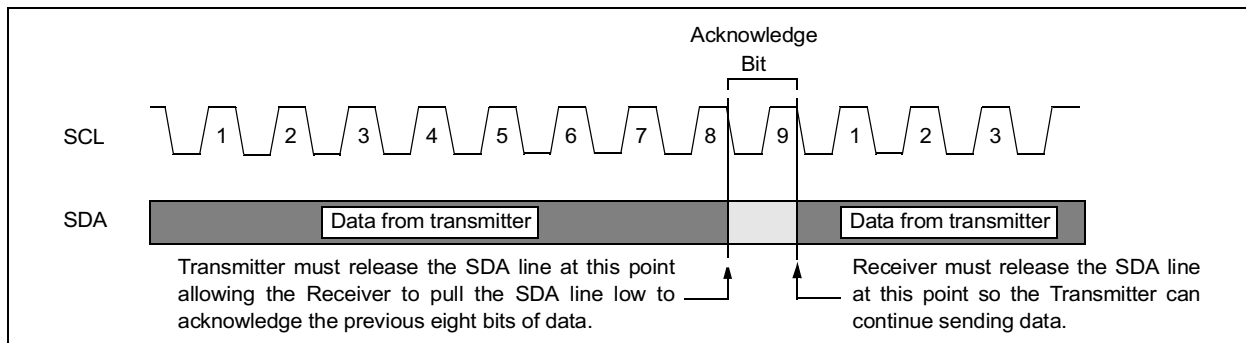 Acknowledge
Bit
SCL 1 2 3 4 5 6 7 8 9 1 2 3
SDA Data from transmitter Data from transmitter
Transmitter must release the SDA line at this point
allowing the Receiver to pull the SDA line low to
acknowledge the previous eight bits of data.
Receiver must release the SDA line
at this point so the Transmitter can
continue sending data.